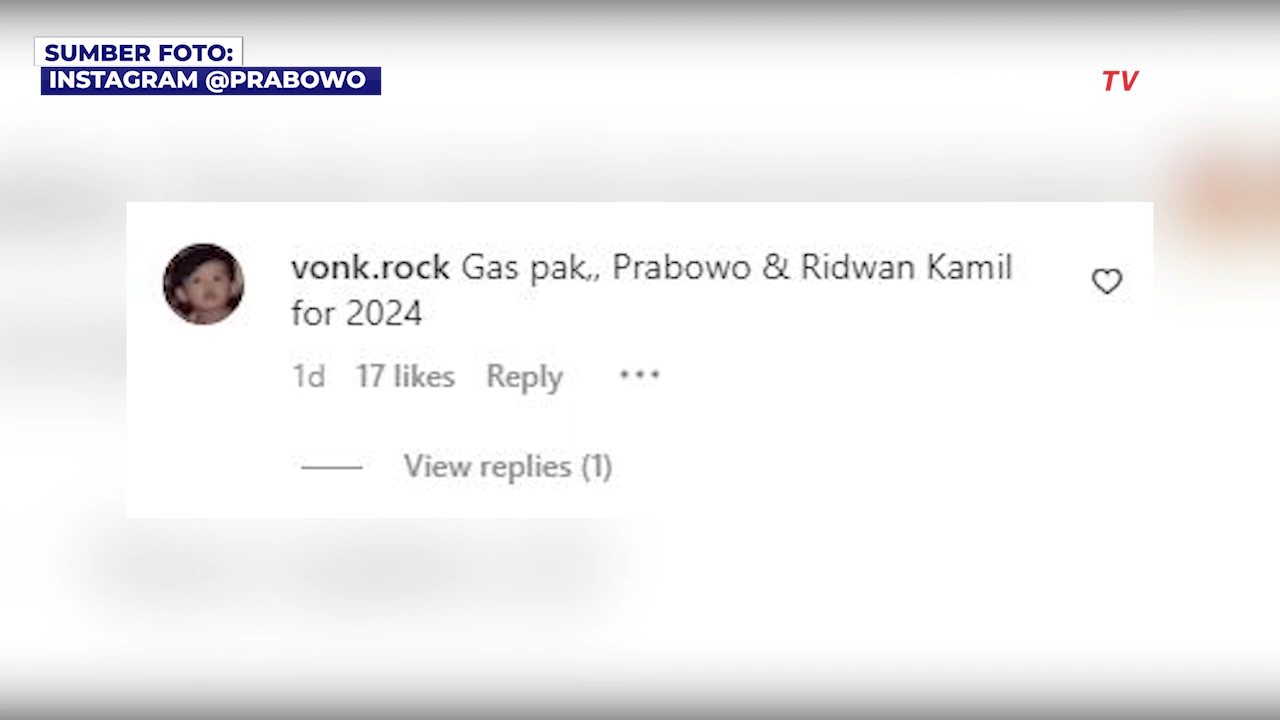 SUMBER FOTO:
INSTAGRAM @PRABOWO
TV
vonk.rock Gas pak,, Prabowo & Ridwan Kamil
for 2024
1d 17 likes Reply ...
View replies (1)